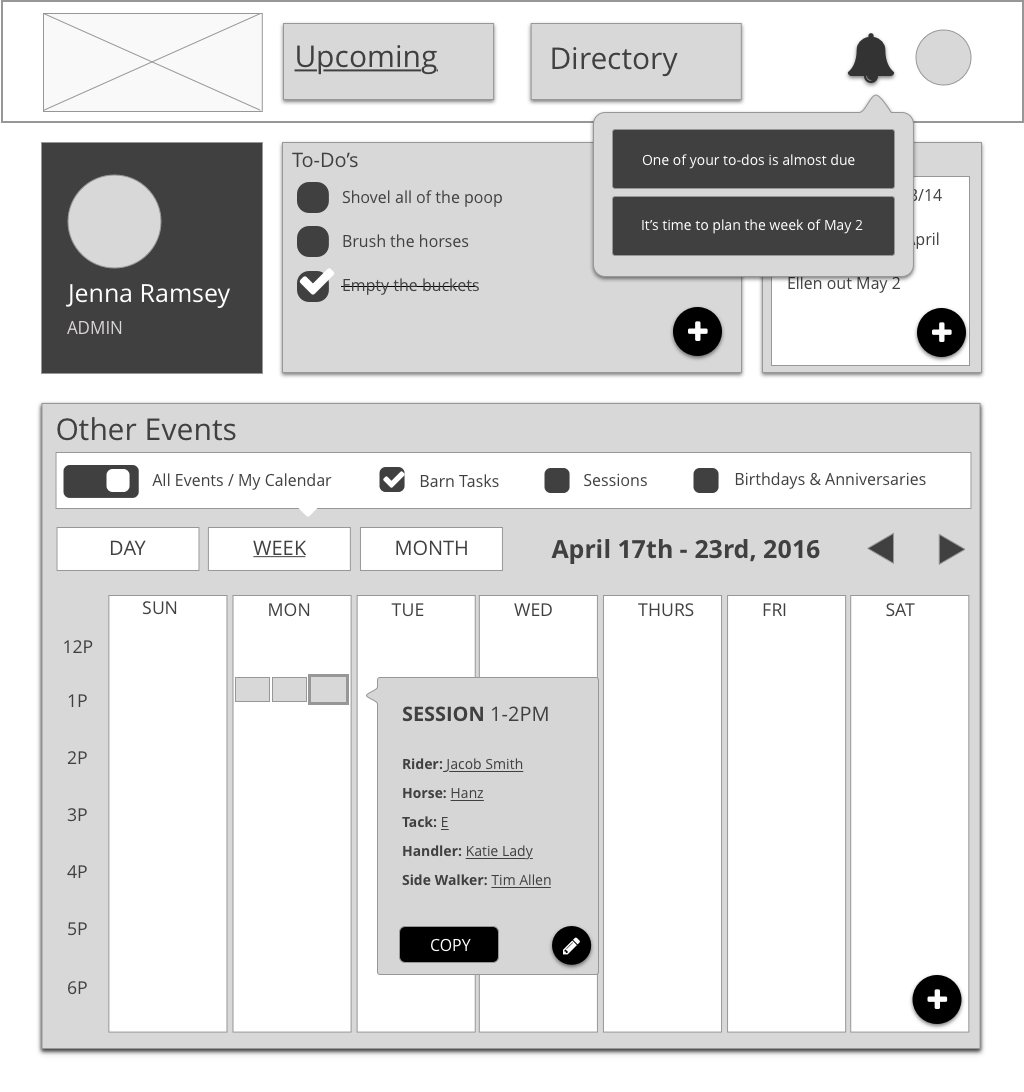 Upcoming
Directory
One of your to-dos is almost due
It's time to plan the week of May 2
Jenna Ramsey
ADMIN
To-Do's
Shovel all of the poop
Brush the horses
Empty the buckets
/14
pril
Ellen out May 2
Other Events
All Events / My Calendar
Barn Tasks
Sessions
Birthdays & Anniversaries
DAY
WEEK
MONTH
April 17th - 23rd, 2016
SUN
MON
TUE
WED
THURS
FRI
SAT
12P
1P
2P
3P
4P
5P
6P
SESSION 1-2PM
Rider: Jacob Smith
Horse: Hanz
Tack: E
Handler: Katie Lady
Side Walker: Tim Allen
COPY